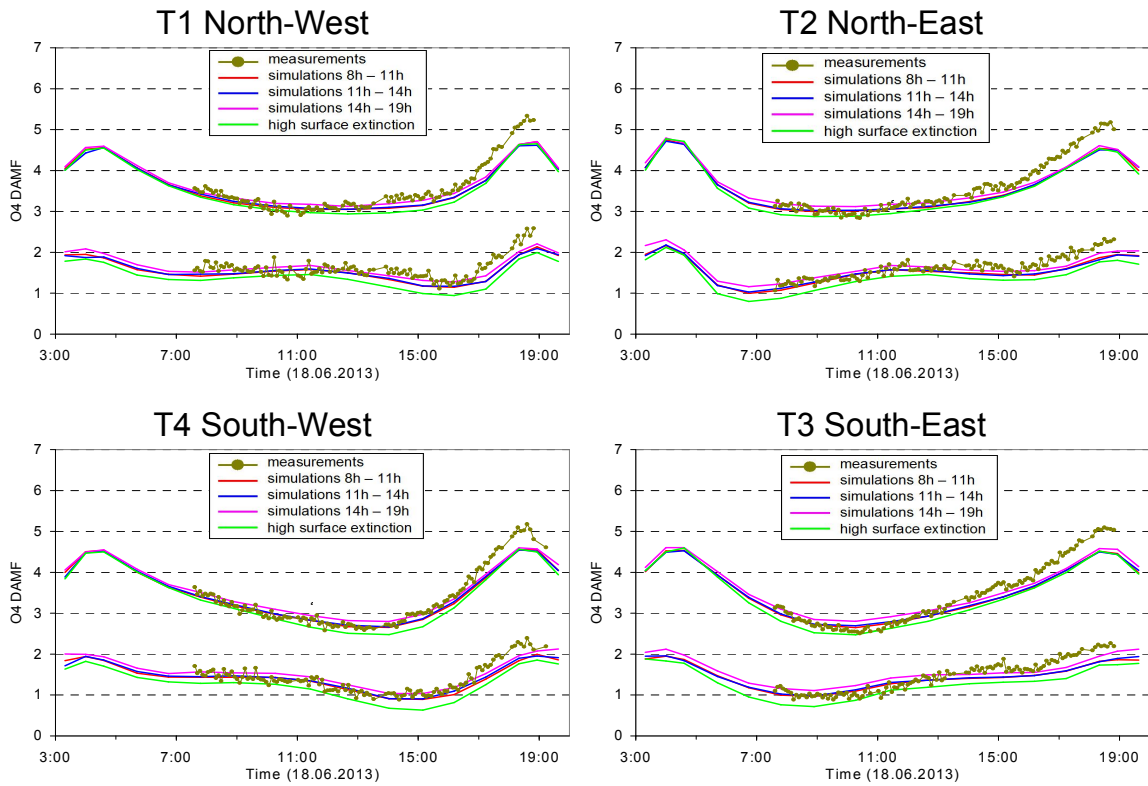 T1 North-West
7
6
5
4
3
2
1
0
O4 DAMF
measurements
simulations 8h – 11h
simulations 11h – 14h
simulations 14h – 19h
high surface extinction
3:00 7:00 11:00 15:00 19:00
Time (18.06.2013)
T2 North-East
7
6
5
4
3
2
1
0
measurements
simulations 8h – 11h
simulations 11h – 14h
simulations 14h – 19h
high surface extinction
3:00 7:00 11:00 15:00 19:00
Time (18.06.2013)
T4 South-West
7
6
5
4
3
2
1
0
O4 DAMF
measurements
simulations 8h – 11h
simulations 11h – 14h
simulations 14h – 19h
high surface extinction
3:00 7:00 11:00 15:00 19:00
Time (18.06.2013)
T3 South-East
7
6
5
4
3
2
1
0
measurements
simulations 8h – 11h
simulations 11h – 14h
simulations 14h – 19h
high surface extinction
3:00 7:00 11:00 15:00 19:00
Time (18.06.2013)